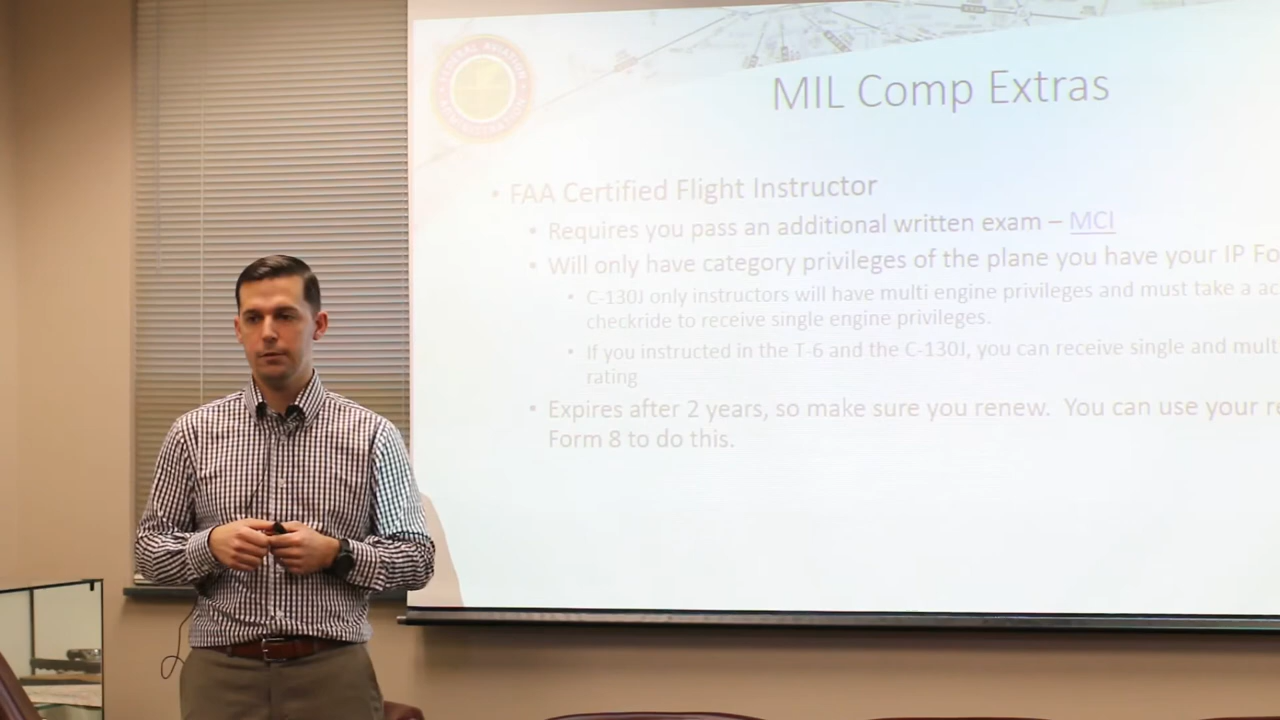 FEDERAL AVIATION
ADMINISTRATION
MIL Comp Extras
• FAA Certified Flight Instructor
• Requires you pass an additional written exam – MCI
• Will only have category privileges of the plane you have your IP Fo
• C-130J only instructors will have multi engine privileges and must take a ac
checkride to receive single engine privileges.
• If you instructed in the T-6 and the C-130J, you can receive single and mult
rating
• Expires after 2 years, so make sure you renew. You can use your r
Form 8 to do this.